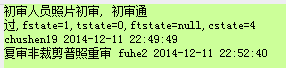 初审人员照片初审, 初审通
过,fstate=1,tstate=0,ftstate=null,cstate=4
chushen19 2014-12-11 22:49:49
复审非裁剪普照重审 fuhe2 2014-12-11 22:52:40